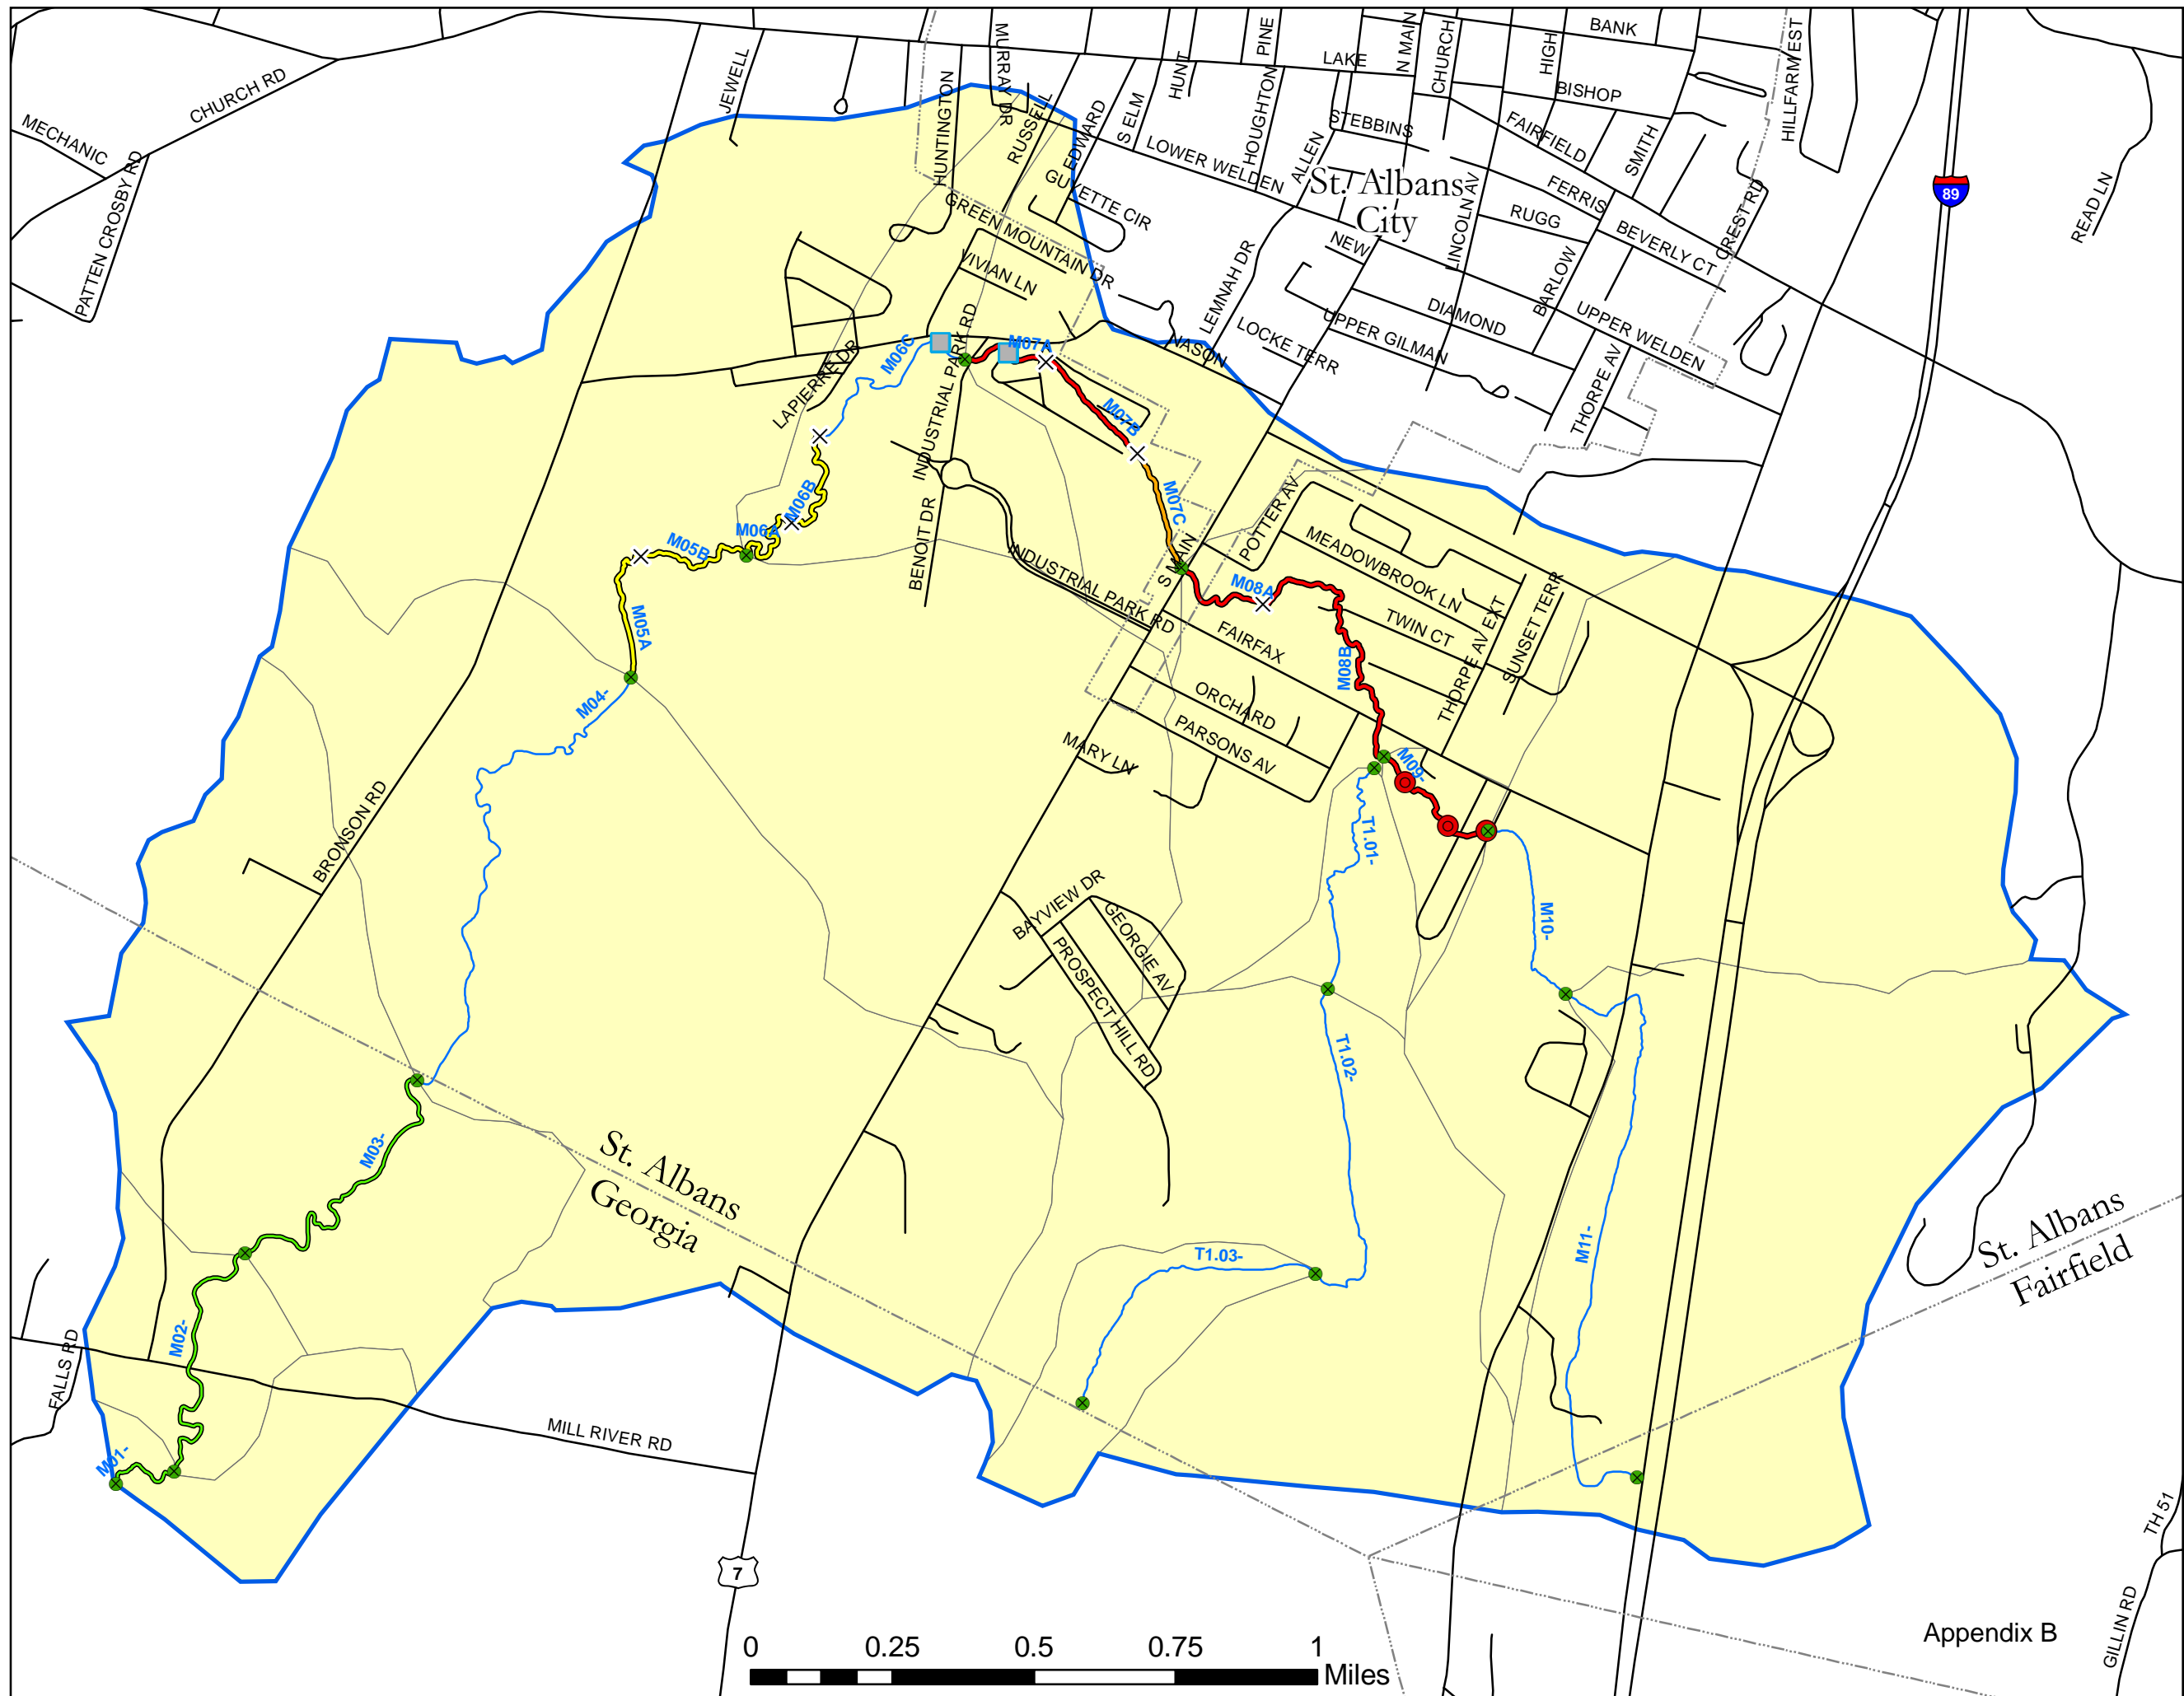 BANK
LAKE
N MAIN
CHURCH
HIGH
HILLFARM EST
PINE
HUNT
MURRAY DR
JEWELL
HUNTINGTON
RUSSELL
EDWARD
S ELM
HOUGHTON
ALLEN
STEBBINS
BISHOP
FAIRFIELD
SMITH
LOWER WELDEN
CHURCH RD
MECHANIC
PATTEN CROSBY RD
89
READ LN
St. Albans
City
GUYETTE CIR
GREEN MOUNTAIN DR
VIVIAN LN
FERRIS
RUGG
LINCOLN AV
BEVERLY CT
CREST RD
NEW
BARLOW
LEMNAH DR
DIAMOND
UPPER WELDEN
UPPER GILMAN
LOCKE TERR
THORPE AV
NASON
M07A
M06C
LAPIERRE DR
INDUSTRIAL PARK RD
M07B
M07C
M06B
M06A
M05B
M05A
BENOIT DR
INDUSTRIAL PARK RD
S MAIN
POTTER AV
MEADOWBROOK LN
M08A
TWIN CT
THORPE AV EXT
SUNSET TERR
FAIRFAX
M08B
ORCHARD
PARSONS AV
MARY LN
M04-
M09-
T1.01-
BRONSON RD
BAYVIEW DR
GEORGIE AV
PROSPECT HILL RD
M10-
T1.02-
M03-
St. Albans
Georgia
T1.03-
M11-
St. Albans
Fairfield
M02-
FALLS RD
MILL RIVER RD
M01-
7
TH 51
GILLIN RD
Appendix B
0 0.25 0.5 0.75 1
Miles